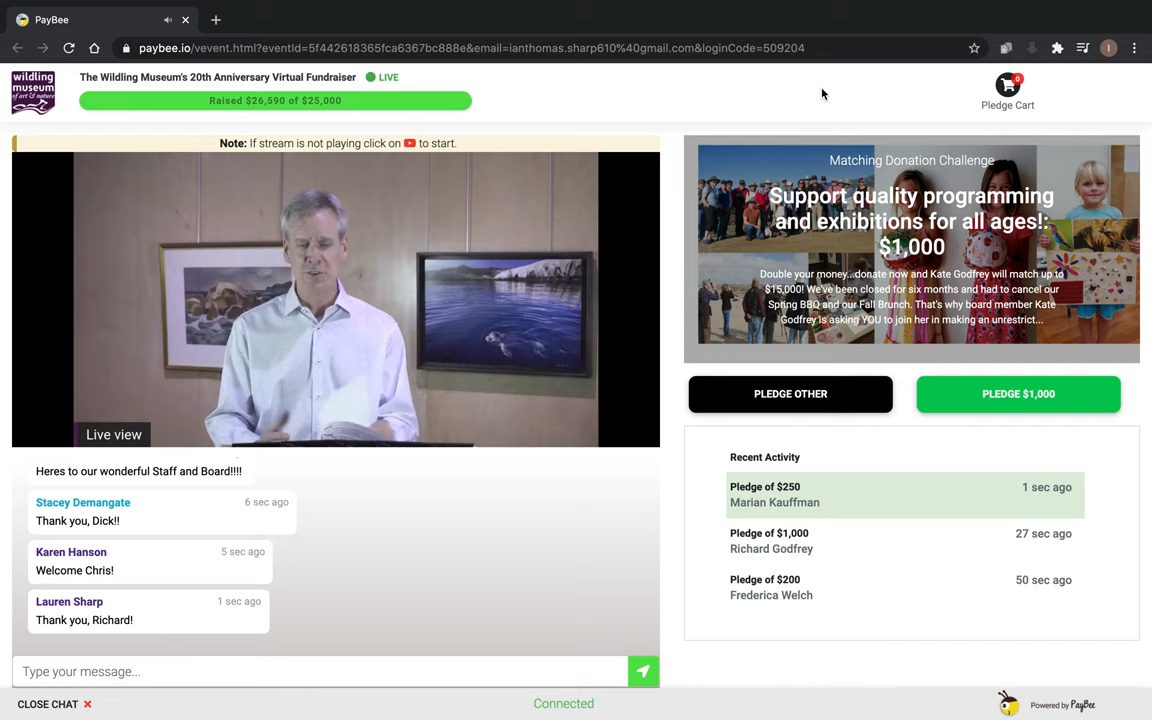 PayBee
paybee.io/vevent.html?eventId=5f442618365fca6367bc888e&email=ianthomas.sharp610%40gmail.com&loginCode=509204
I
wildling
museum
of art & nature
The Wildling Museum's 20th Anniversary Virtual Fundraiser LIVE
Raised $26,590 of $25,000
0
Pledge Cart
Note: If stream is not playing click on to start.
Live view
Heres to our wonderful Staff and Board!!!!
Stacey Demangate 6 sec ago
Thank you, Dick!!
Karen Hanson 5 sec ago
Welcome Chris!
Lauren Sharp 1 sec ago
Thank you, Richard!
Type your message...
Matching Donation Challenge
Support quality programming
and exhibitions for all ages!:
$1,000
Double your money...donate now and Kate Godfrey will match up to
$15,000! We've been closed for six months and had to cancel our
Spring BBQ and our Fall Brunch. That's why board member Kate
Godfrey is asking YOU to join her in making an unrestrict...
PLEDGE OTHER
PLEDGE $1,000
Recent Activity
Pledge of $250 1 sec ago
Marian Kauffman
Pledge of $1,000 27 sec ago
Richard Godfrey
Pledge of $200 50 sec ago
Frederica Welch
CLOSE CHAT
Connected
Powered by PayBee